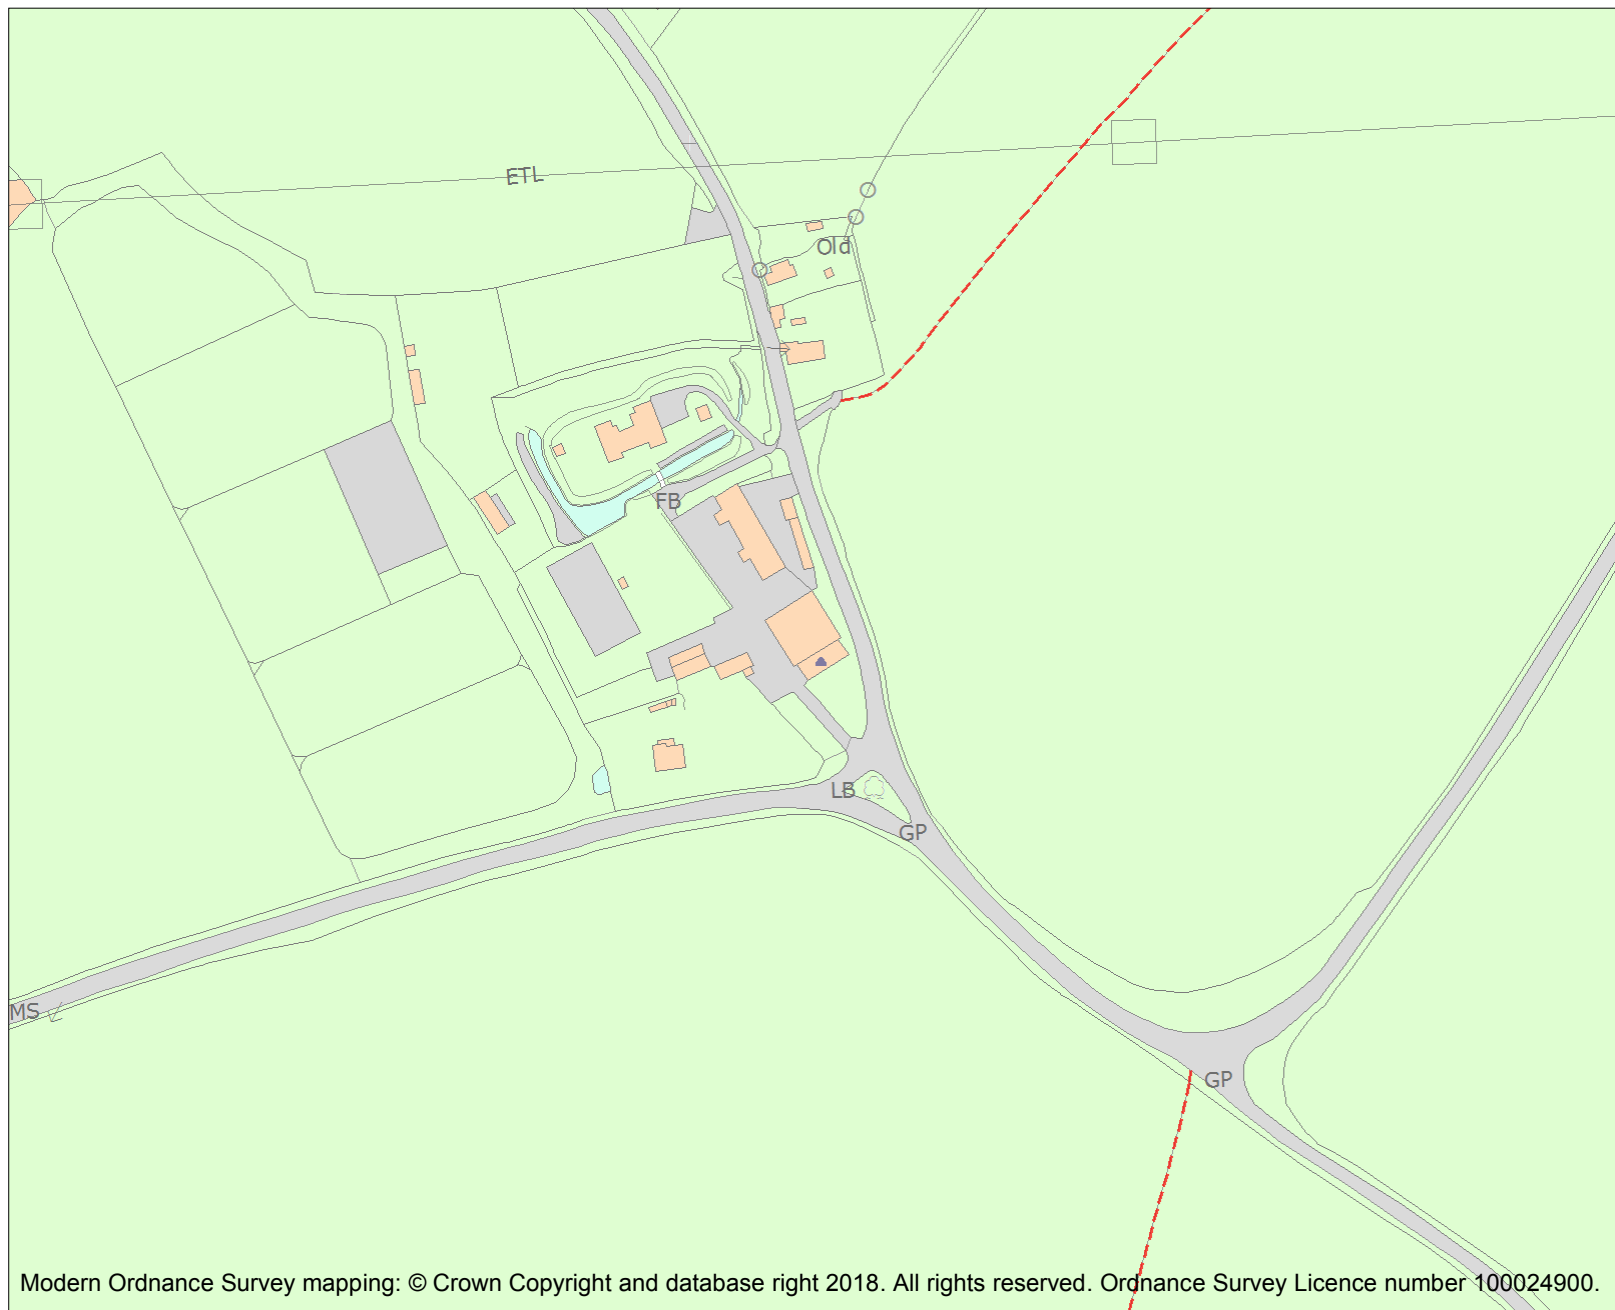 ETL
Old
FB
LB
GP
MS
GP
Modern Ordnance Survey mapping: © Crown Copyright and database right 2018. All rights reserved. Ordnance Survey Licence number 100024900.